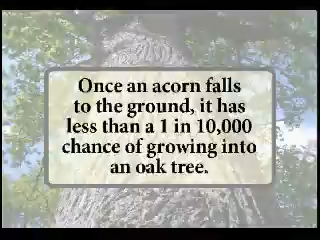 Once an acorn falls
to the ground, it has
less than a 1 in 10,000
chance of growing into
an oak tree.